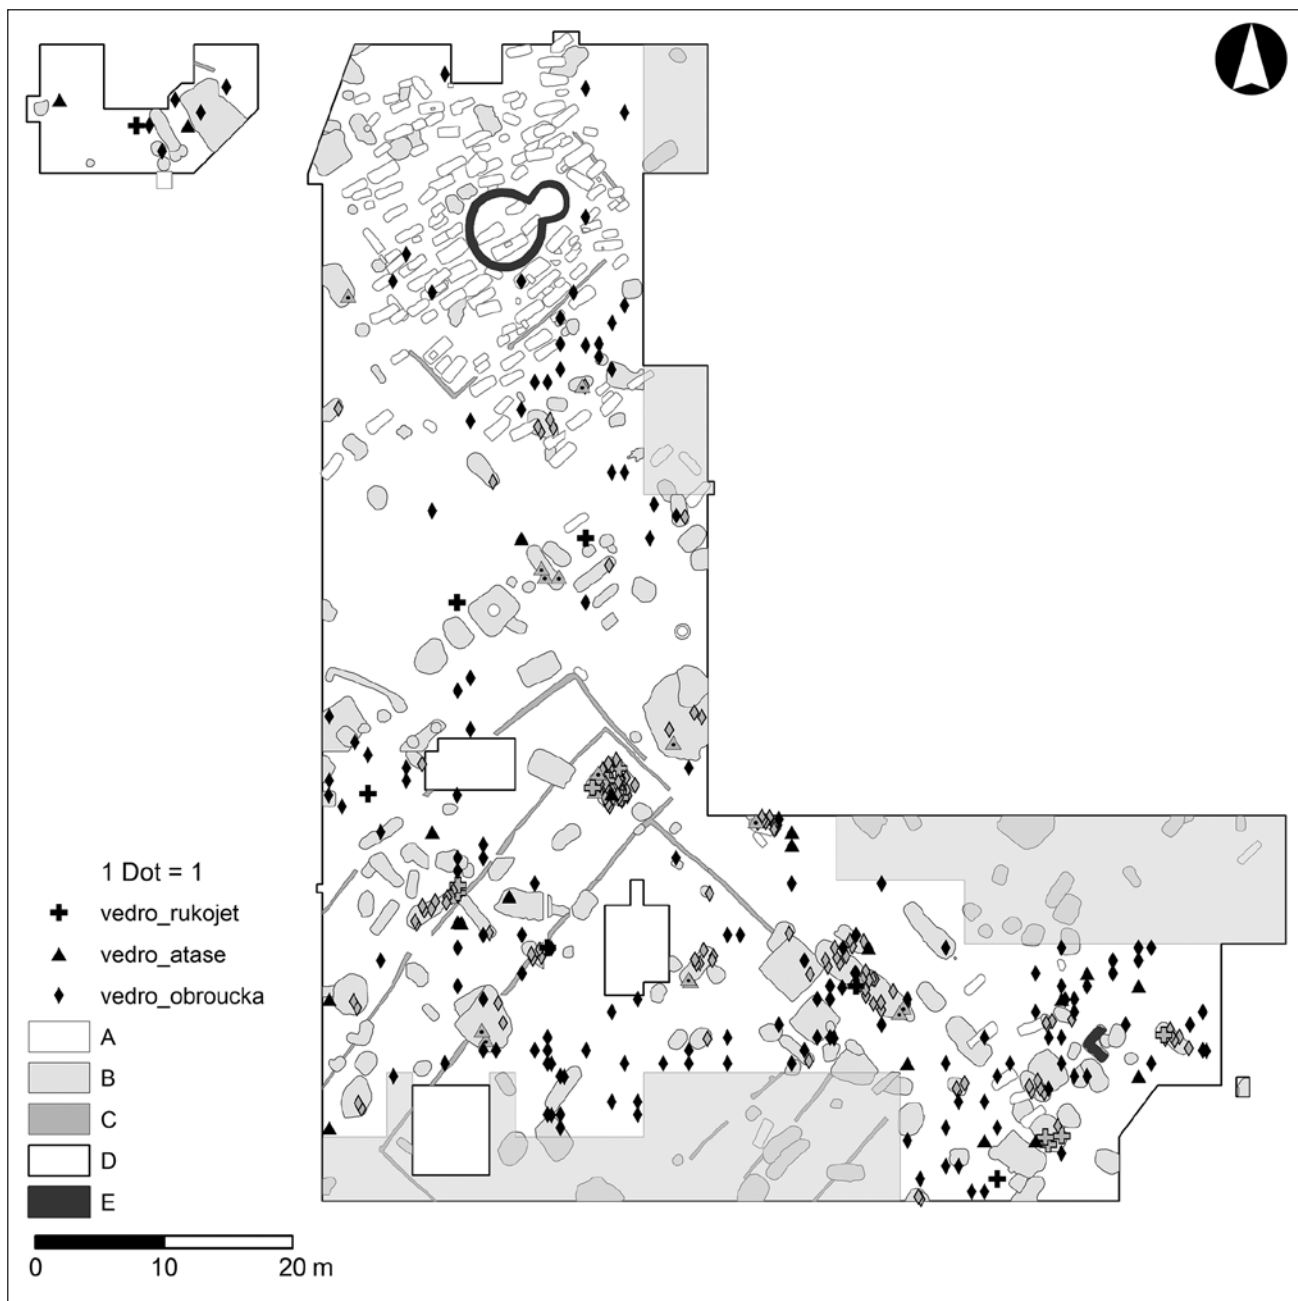 1 Dot = 1
vedro_rukojet
vedro_atase
vedro_obroucka
A
B
C
D
E
0 10 20 m